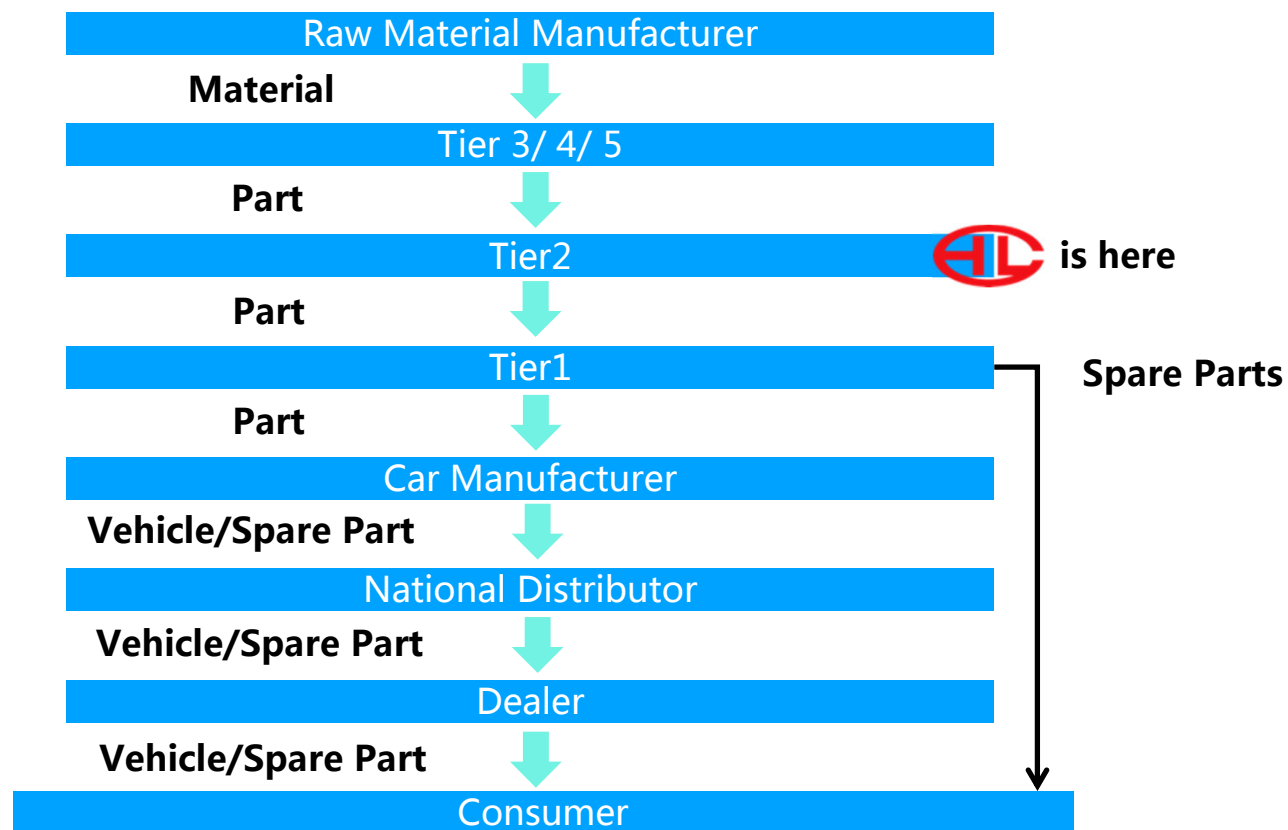 Raw Material Manufacturer
Material
Tier 3/ 4/ 5
Part
Tier2
HLC is here
Part
Tier1
Spare Parts
Part
Car Manufacturer
Vehicle/Spare Part
National Distributor
Vehicle/Spare Part
Dealer
Vehicle/Spare Part
Consumer